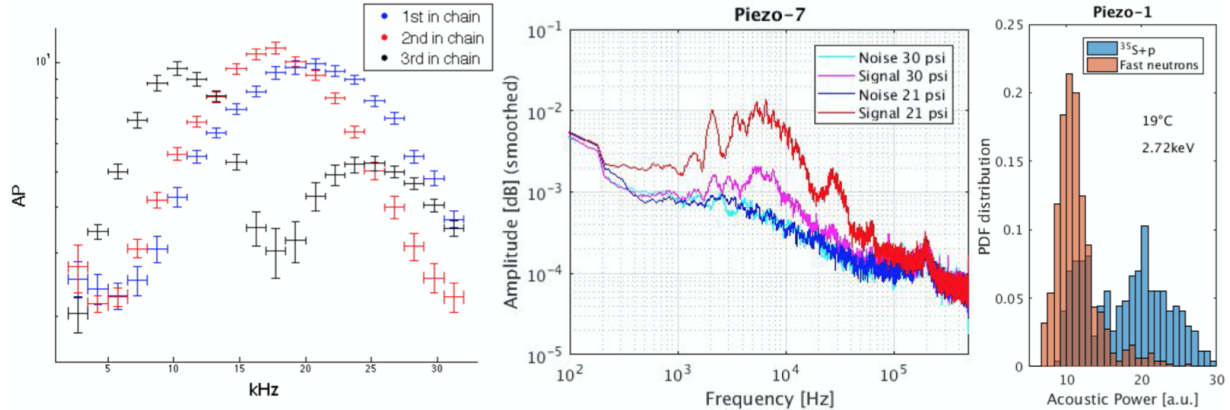 1st in chain
2nd in chain
3rd in chain
AP
10¹
5
10
15
20
25
30
kHz
Piezo-7
Noise 30 psi
Signal 30 psi
Noise 21 psi
Signal 21 psi
Amplitude [dB] (smoothed)
10⁻¹
10⁻²
10⁻³
10⁻⁴
10⁻⁵
10²
10³
10⁴
10⁵
Frequency [Hz]
Piezo-1
³⁵S+p
Fast neutrons
19°C
2.72keV
PDF distribution
0.25
0.2
0.15
0.1
0.05
0
10
20
30
Acoustic Power [a.u.]